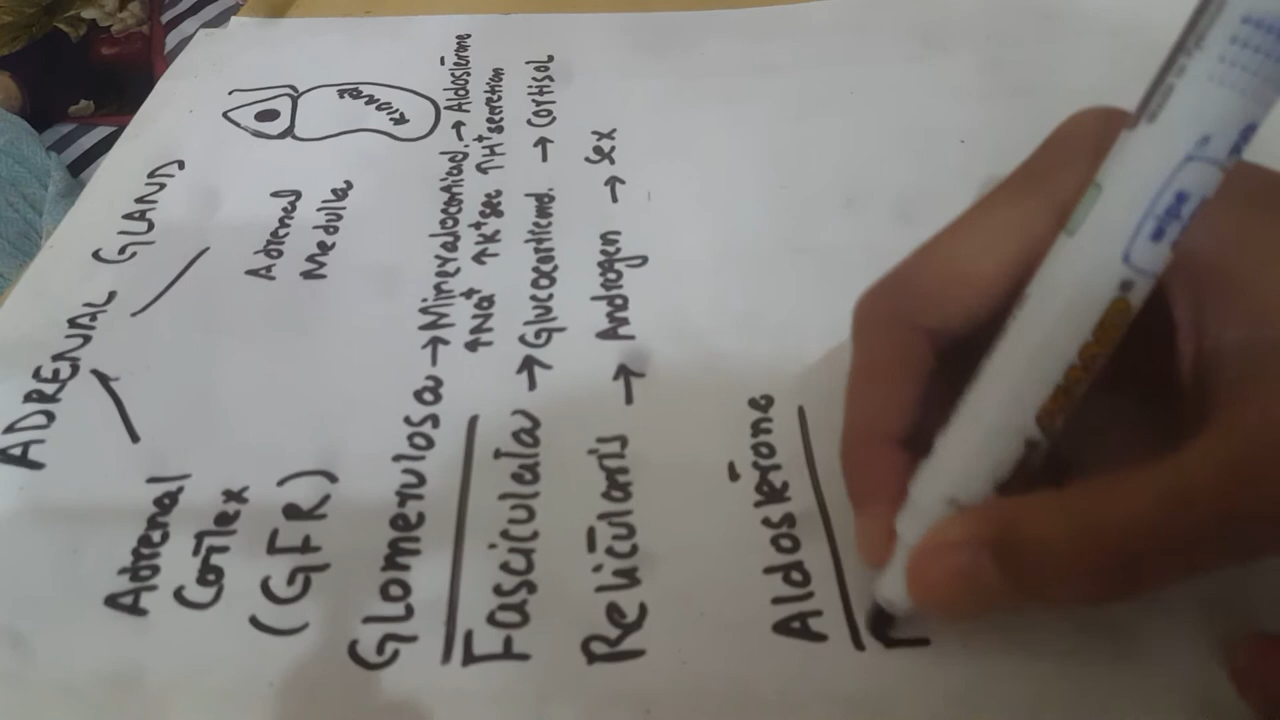 ADRENAL GLAND
Adrenal
Cortex
(GFR)
Adrenal
Medulla
KIDNEY
Glomerulosa → Mineralocorticoid. → Aldosterone
↑Na⁺ ↑K⁺sec ↑H⁺secretion
Fasciculata → Glucocorticoid. → Cortisol
Reticularis → Androgen → Sex
Aldosterone